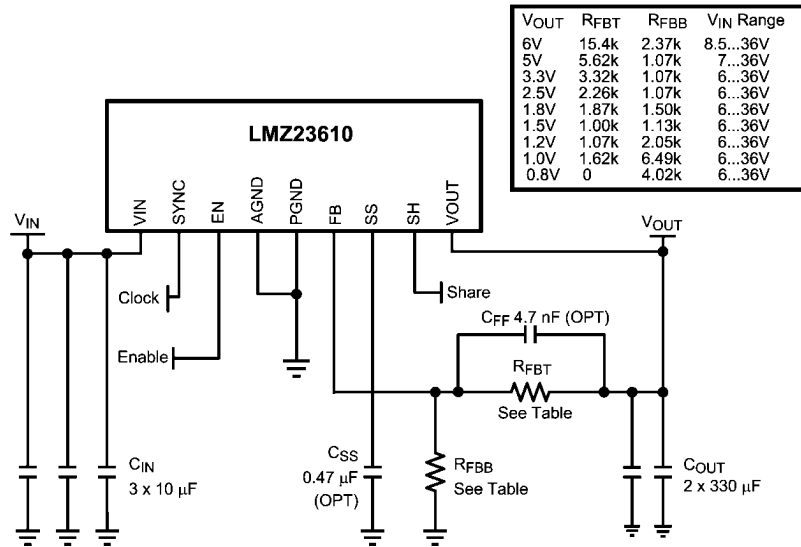 VOUT RFBT RFBB VIN Range
6V 15.4k 2.37k 8.5...36V
5V 5.62k 1.07k 7...36V
3.3V 3.32k 1.07k 6...36V
2.5V 2.26k 1.07k 6...36V
1.8V 1.87k 1.50k 6...36V
1.5V 1.00k 1.13k 6...36V
1.2V 1.07k 2.05k 6...36V
1.0V 1.62k 6.49k 6...36V
0.8V 0 4.02k 6...36V
LMZ23610
VIN SYNC EN AGND PGND FB SS SH VOUT
VIN
VOUT
Clock
Share
Enable
CFF 4.7 nF (OPT)
RFBT
See Table
CIN
3 x 10 μF
CSS
0.47 μF
(OPT)
RFBB
See Table
COUT
2 x 330 μF